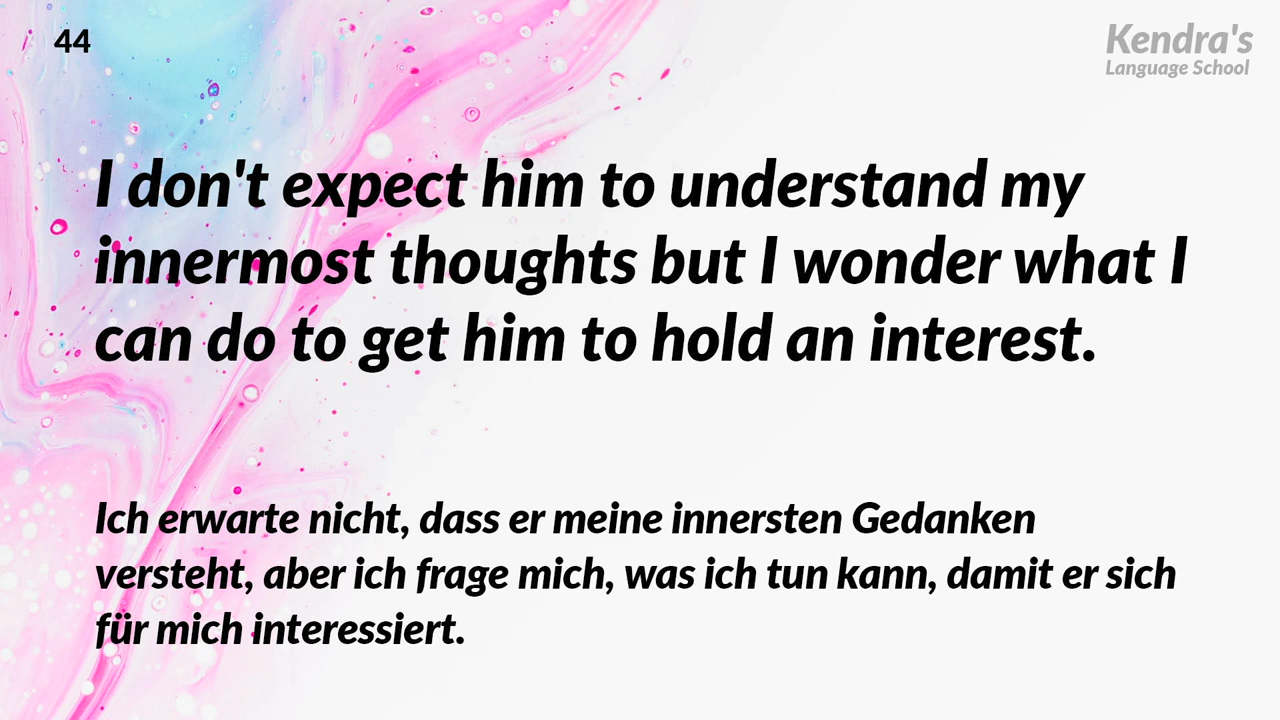 44
Kendra's
Language School
I don't expect him to understand my
innermost thoughts but I wonder what I
can do to get him to hold an interest.
Ich erwarte nicht, dass er meine innersten Gedanken
versteht, aber ich frage mich, was ich tun kann, damit er sich
für mich interessiert.